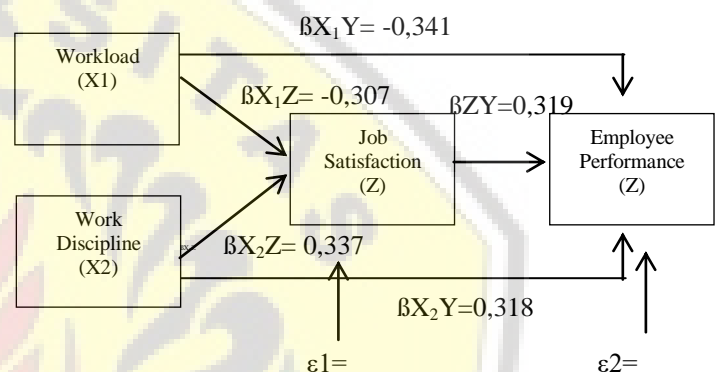 ßX₁Y= -0,341
Workload
(X1)
ßX₁Z= -0,307
ßZY=0,319
Job
Satisfaction
(Z)
Employee
Performance
(Z)
Work
Discipline
(X2)
ßX₂Z= 0,337
ßX₂Y=0,318
ε1=
ε2=